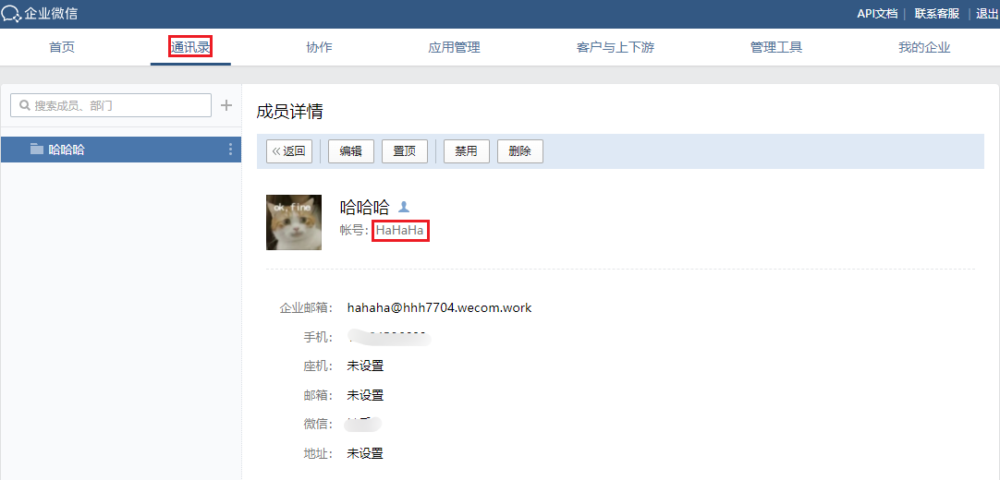 企业微信 API文档 联系客服 退出
首页 通讯录 协作 应用管理 客户与上下游 管理工具 我的企业
搜索成员、部门
哈哈哈
成员详情
返回 编辑 置顶 禁用 删除
ok,fine
哈哈哈
帐号: HaHaHa
企业邮箱: hahaha@hhh7704.wecom.work
手机:
座机: 未设置
邮箱: 未设置
微信:
地址: 未设置